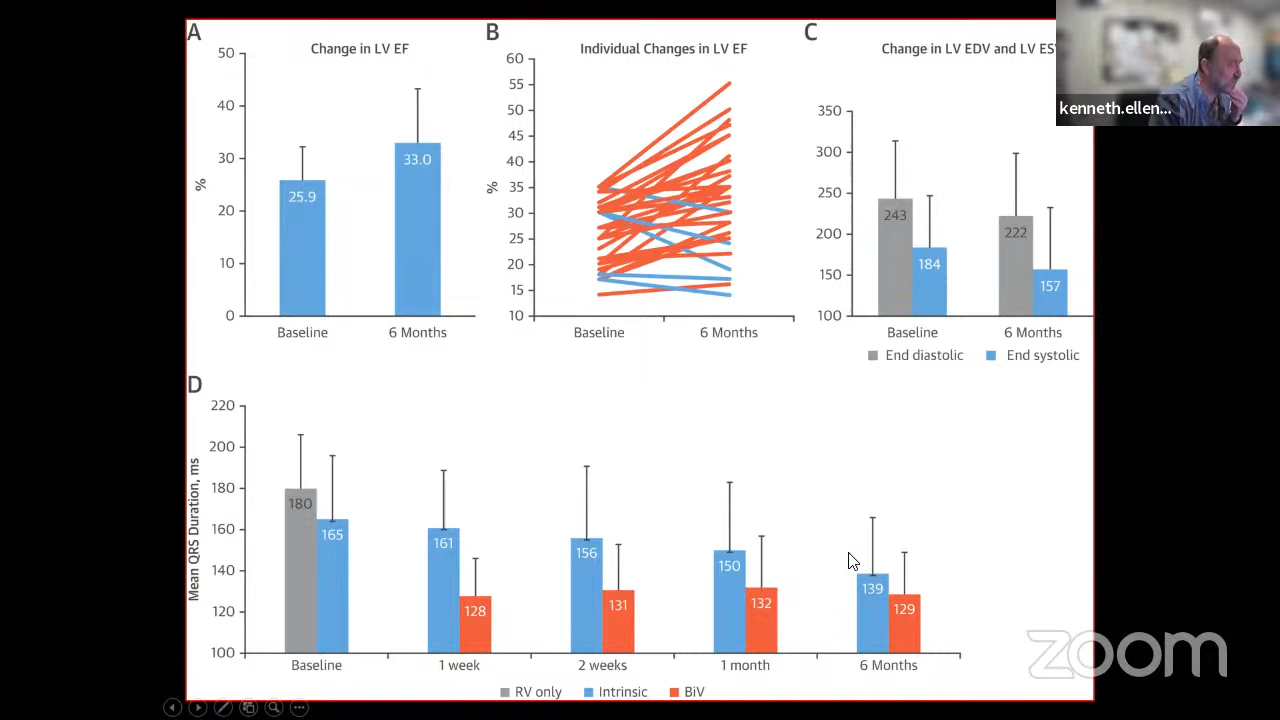 A
Change in LV EF
50
40
30
20
10
0
%
25.9
33.0
Baseline
6 Months
B
Individual Changes in LV EF
60
55
50
45
40
35
30
25
20
15
10
%
Baseline
6 Months
C
Change in LV EDV and LV ES
350
300
250
200
150
100
243
184
222
157
Baseline
6 Months
End diastolic
End systolic
kenneth.ellen...
D
220
200
180
160
140
120
100
Mean QRS Duration, ms
180
165
161
128
156
131
150
132
139
129
Baseline
1 week
2 weeks
1 month
6 Months
RV only
Intrinsic
BiV
zoom